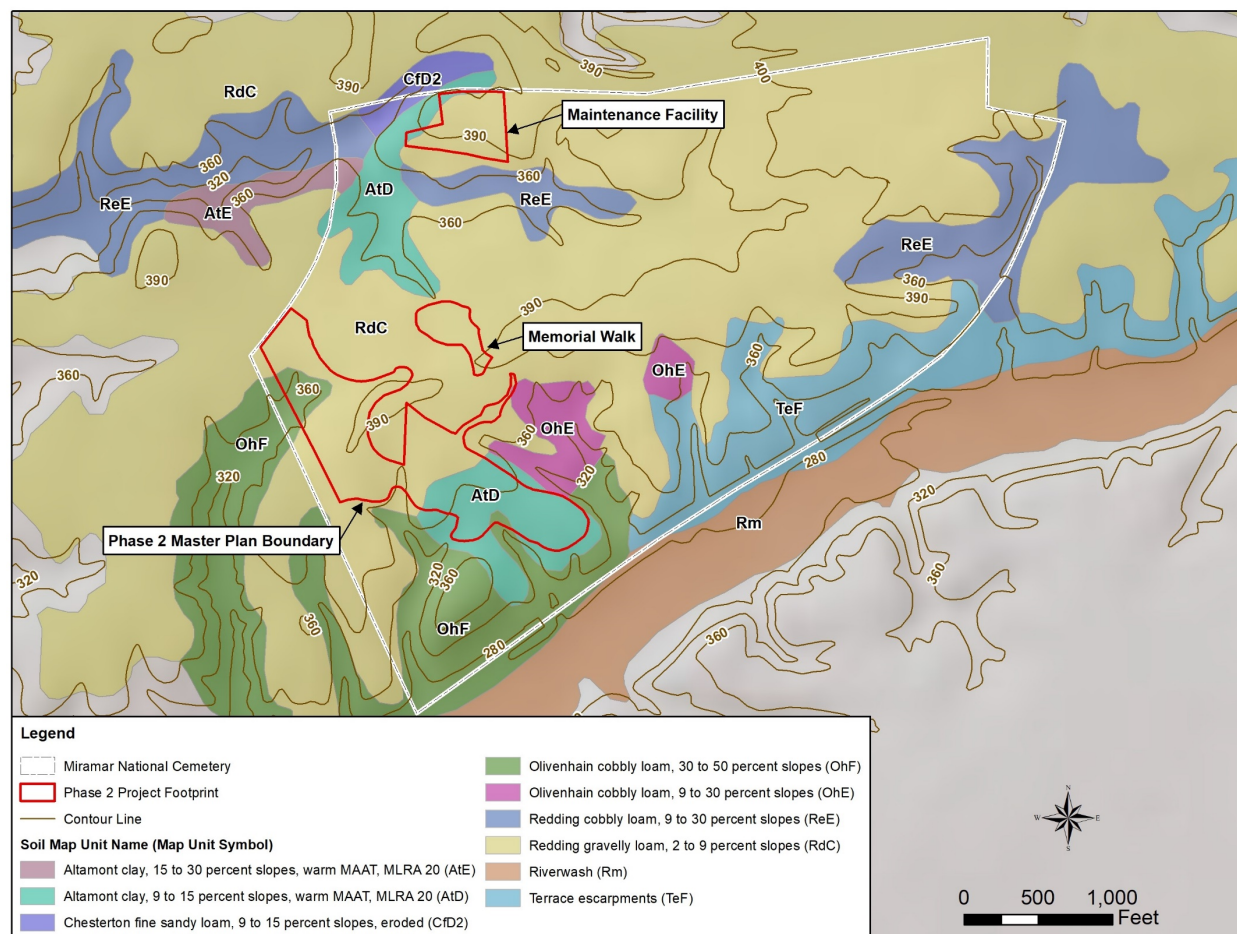 390
400
CfD2
RdC
390
Maintenance Facility
390
360
320
360
AtD
360
ReE
AtE
ReE
360
ReE
360
390
390
390
RdC
Memorial Walk
360
360
360
OhE
OhF
390
OhE
TeF
360
320
320
280
AtD
320
Rm
Phase 2 Master Plan Boundary
320
320
360
360
360
OhF
360
280
Legend
Miramar National Cemetery
Phase 2 Project Footprint
Contour Line
Soil Map Unit Name (Map Unit Symbol)
Altamont clay, 15 to 30 percent slopes, warm MAAT, MLRA 20 (AtE)
Altamont clay, 9 to 15 percent slopes, warm MAAT, MLRA 20 (AtD)
Chesterton fine sandy loam, 9 to 15 percent slopes, eroded (CfD2)
Olivenhain cobbly loam, 30 to 50 percent slopes (OhF)
Olivenhain cobbly loam, 9 to 30 percent slopes (OhE)
Redding cobbly loam, 9 to 30 percent slopes (ReE)
Redding gravelly loam, 2 to 9 percent slopes (RdC)
Riverwash (Rm)
Terrace escarpments (TeF)
N
W E
S
0 500 1,000
Feet